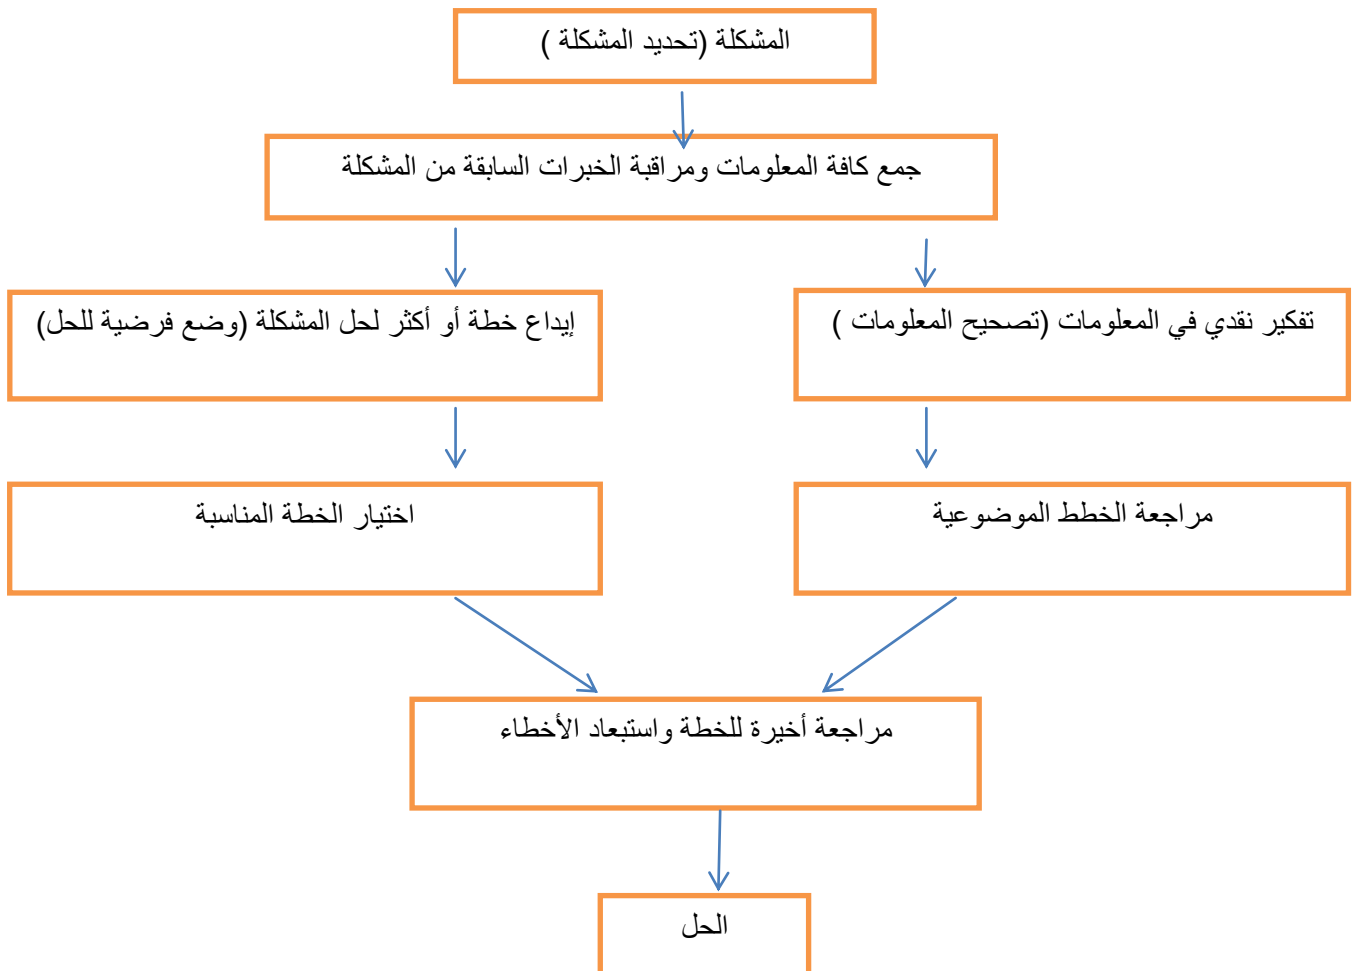 المشكلة (تحديد المشكلة )
جمع كافة المعلومات ومراقبة الخبرات السابقة من المشكلة
تفكير نقدي في المعلومات (تصحيح المعلومات )
إبداع خطة أو أكثر لحل المشكلة (وضع فرضية للحل)
مراجعة الخطط الموضوعية
اختيار الخطة المناسبة
مراجعة أخيرة للخطة واستبعاد الأخطاء
الحل